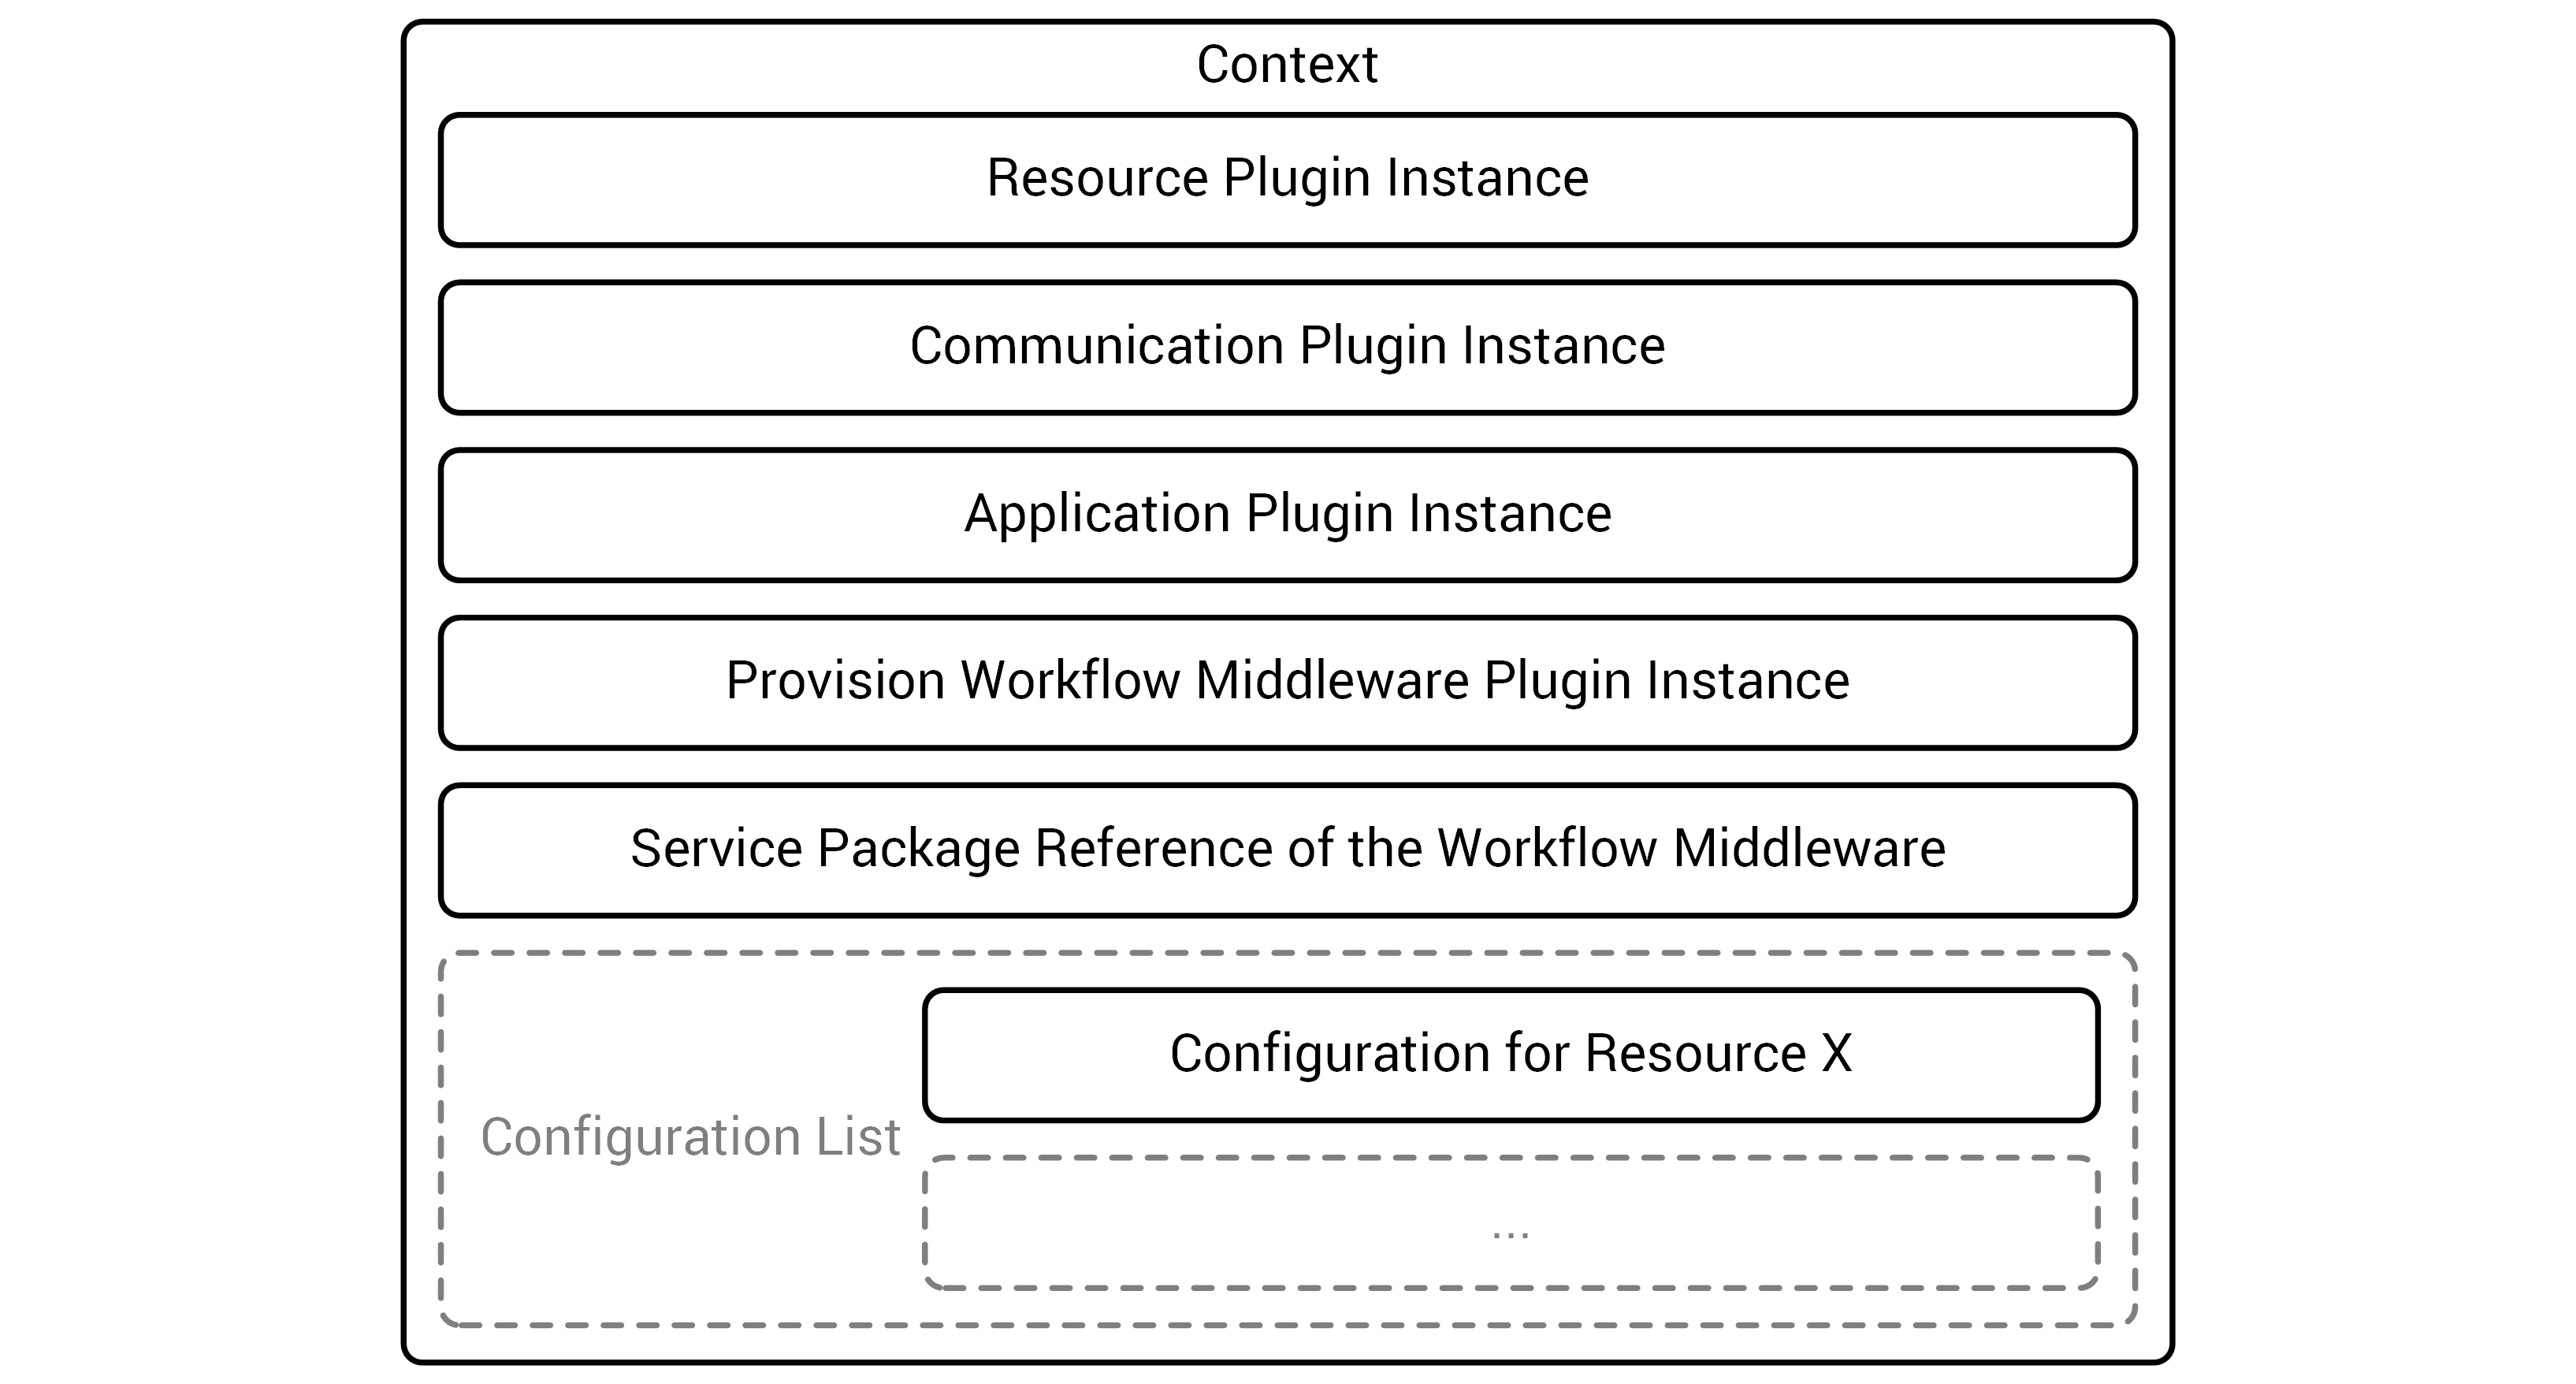 Context
Resource Plugin Instance
Communication Plugin Instance
Application Plugin Instance
Provision Workflow Middleware Plugin Instance
Service Package Reference of the Workflow Middleware
Configuration for Resource X
Configuration List
...